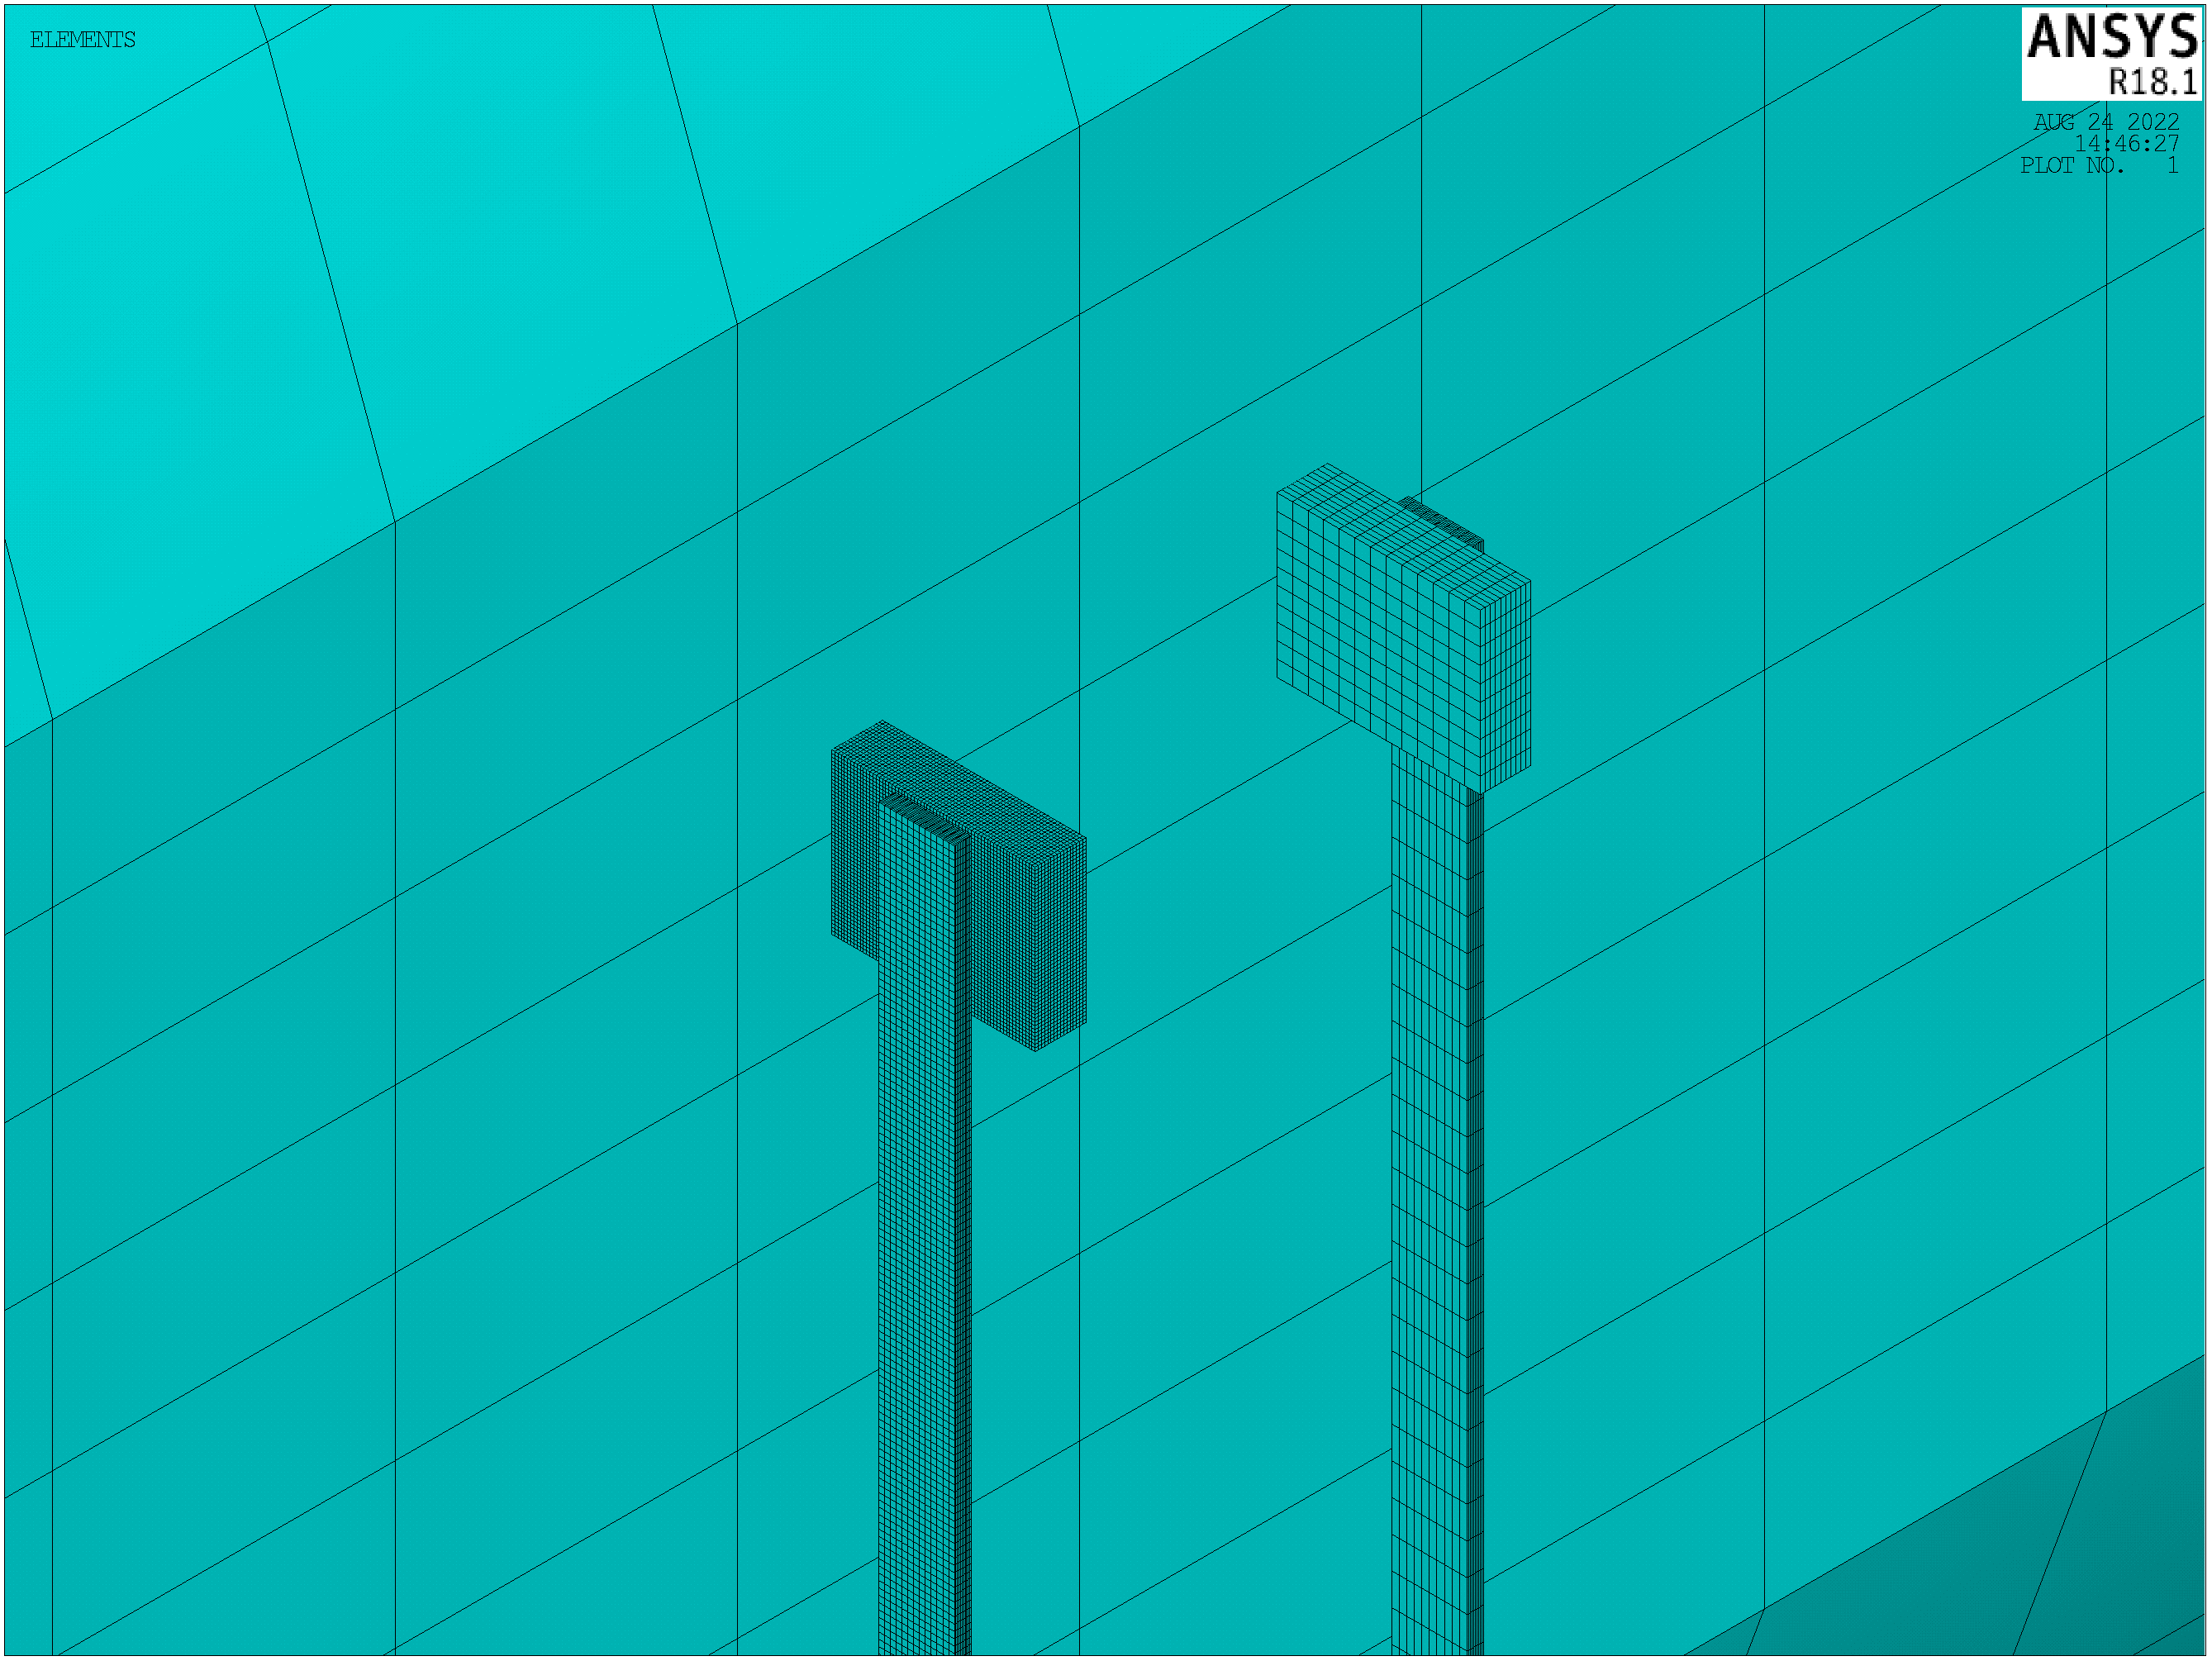 ELEMENTS
ANSYS
R18.1
AUG 24 2022
14:46:27
PLOT NO. 1